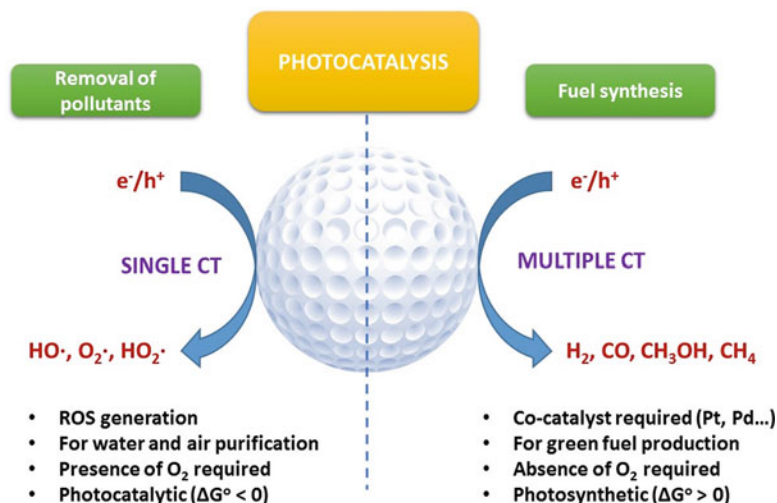 PHOTOCATALYSIS
Removal of
pollutants
e⁻/h⁺
SINGLE CT
HO·, O₂·, HO₂·
• ROS generation
• For water and air purification
• Presence of O₂ required
• Photocatalytic (ΔGº < 0)
Fuel synthesis
e⁻/h⁺
MULTIPLE CT
H₂, CO, CH₃OH, CH₄
• Co-catalyst required (Pt, Pd...)
• For green fuel production
• Absence of O₂ required
• Photosynthetic (ΔGº > 0)